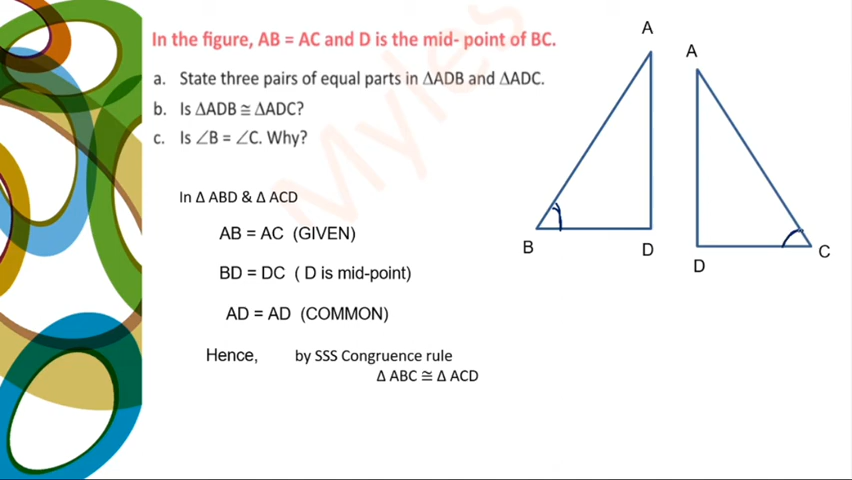 In the figure, AB = AC and D is the mid- point of BC.
a. State three pairs of equal parts in ΔADB and ΔADC.
b. Is ΔADB ≅ ΔADC?
c. Is ∠B = ∠C. Why?
In Δ ABD & Δ ACD
AB = AC (GIVEN)
BD = DC ( D is mid-point)
AD = AD (COMMON)
Hence, by SSS Congruence rule
Δ ABC ≅ Δ ACD
A
A
B
D
D
C
Myles